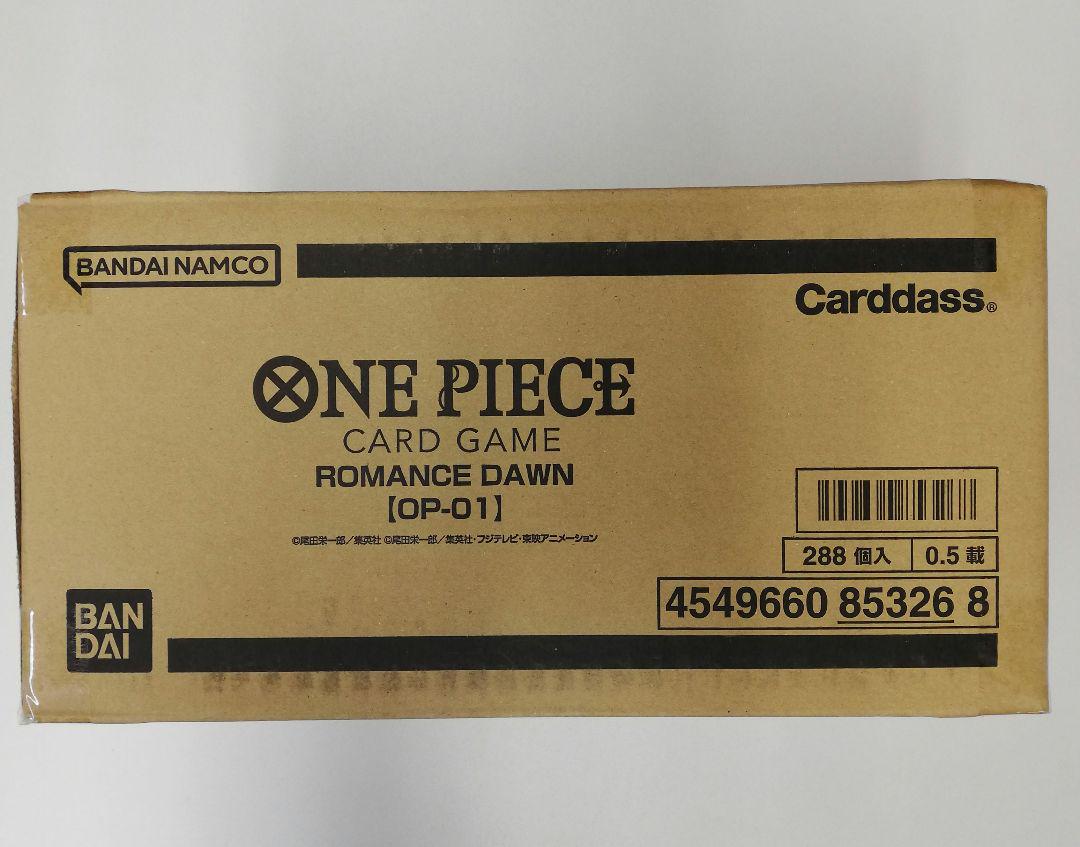 BANDAI NAMCO
Carddass®
ONE PIECE
CARD GAME
ROMANCE DAWN
【OP-01】
©尾田栄一郎／集英社 ©尾田栄一郎／集英社・フジテレビ・東映アニメーション
288 個入
0.5 載
4549660 85326 8
BAN
DAI